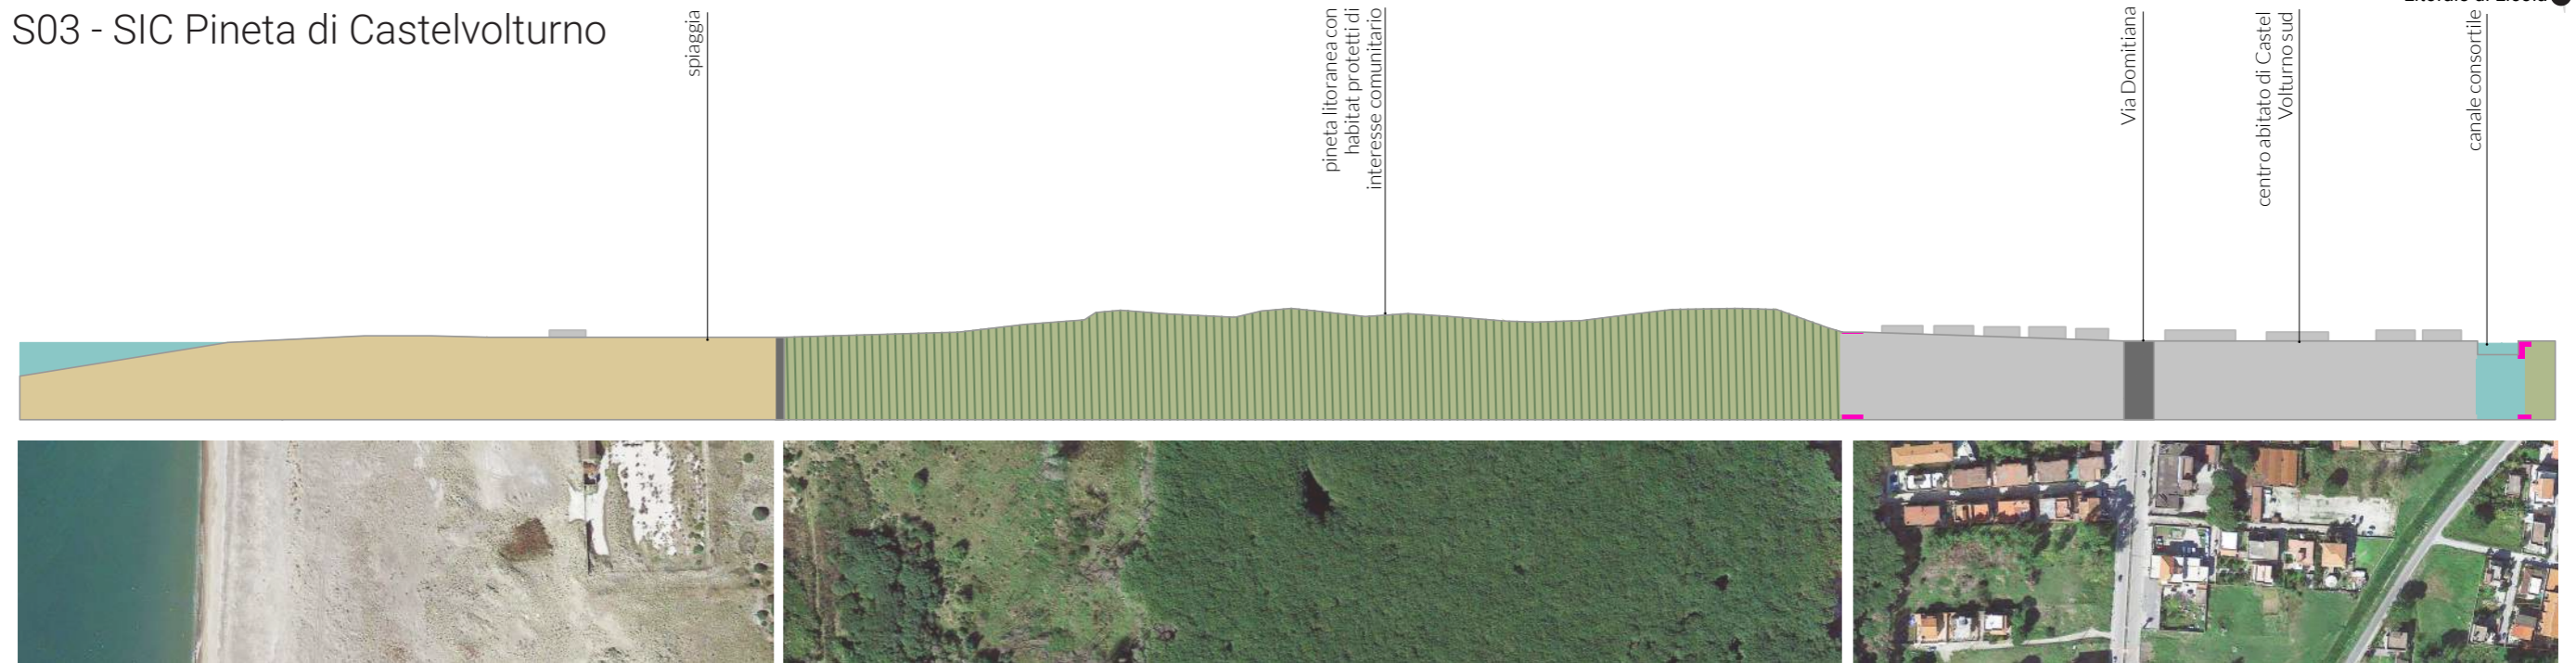 S03 - SIC Pineta di Castelvolturno
spiaggia
pineta litoranea con
habitat protetti di
interesse comunitario
Via Domitiana
centro abitato di Castel
Volturno sud
canale consortile